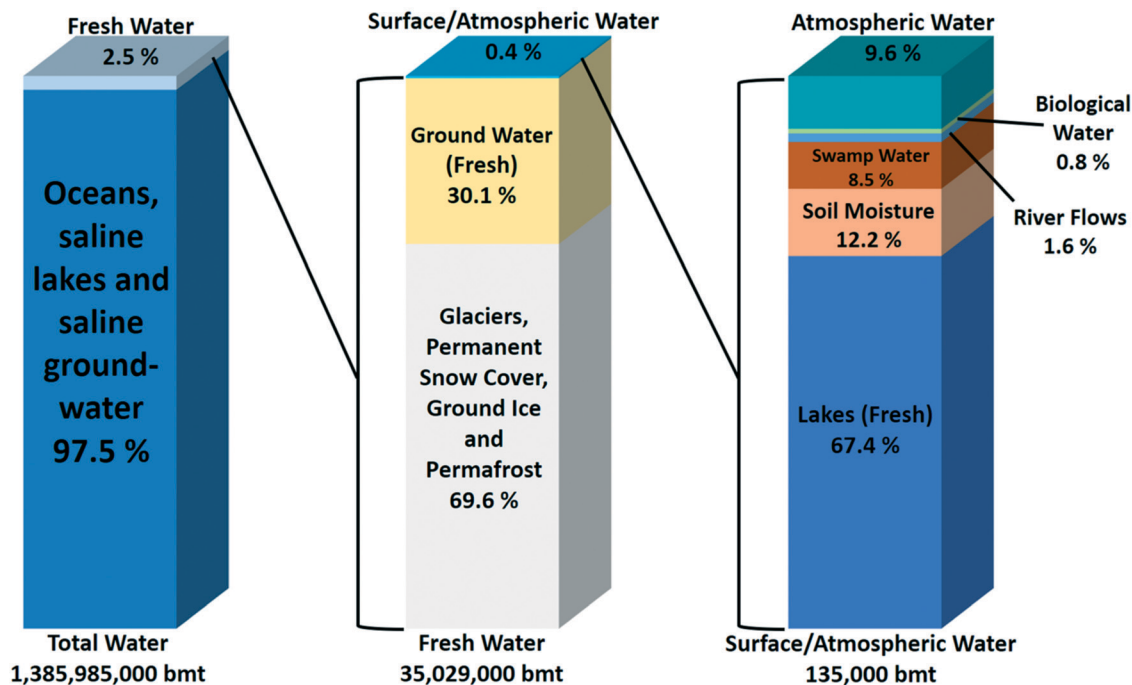 Fresh Water
2.5 %
Oceans,
saline
lakes and
saline
ground-
water
97.5 %
Total Water
1,385,985,000 bmt
Surface/Atmospheric Water
0.4 %
Ground Water
(Fresh)
30.1 %
Glaciers,
Permanent
Snow Cover,
Ground Ice
and
Permafrost
69.6 %
Fresh Water
35,029,000 bmt
Atmospheric Water
9.6 %
Biological
Water
0.8 %
Swamp Water
8.5 %
River Flows
1.6 %
Soil Moisture
12.2 %
Lakes (Fresh)
67.4 %
Surface/Atmospheric Water
135,000 bmt